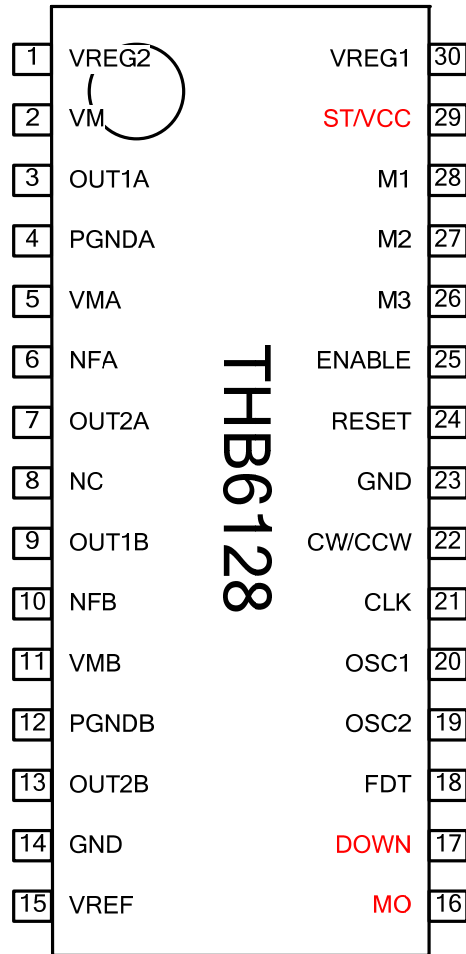 1 VREG2 VREG1 30
2 VM ST/VCC 29
3 OUT1A M1 28
4 PGNDA M2 27
5 VMA M3 26
6 NFA ENABLE 25
7 OUT2A RESET 24
8 NC GND 23
9 OUT1B CW/CCW 22
10 NFB CLK 21
11 VMB OSC1 20
12 PGNDB OSC2 19
13 OUT2B FDT 18
14 GND DOWN 17
15 VREF MO 16
THB6128